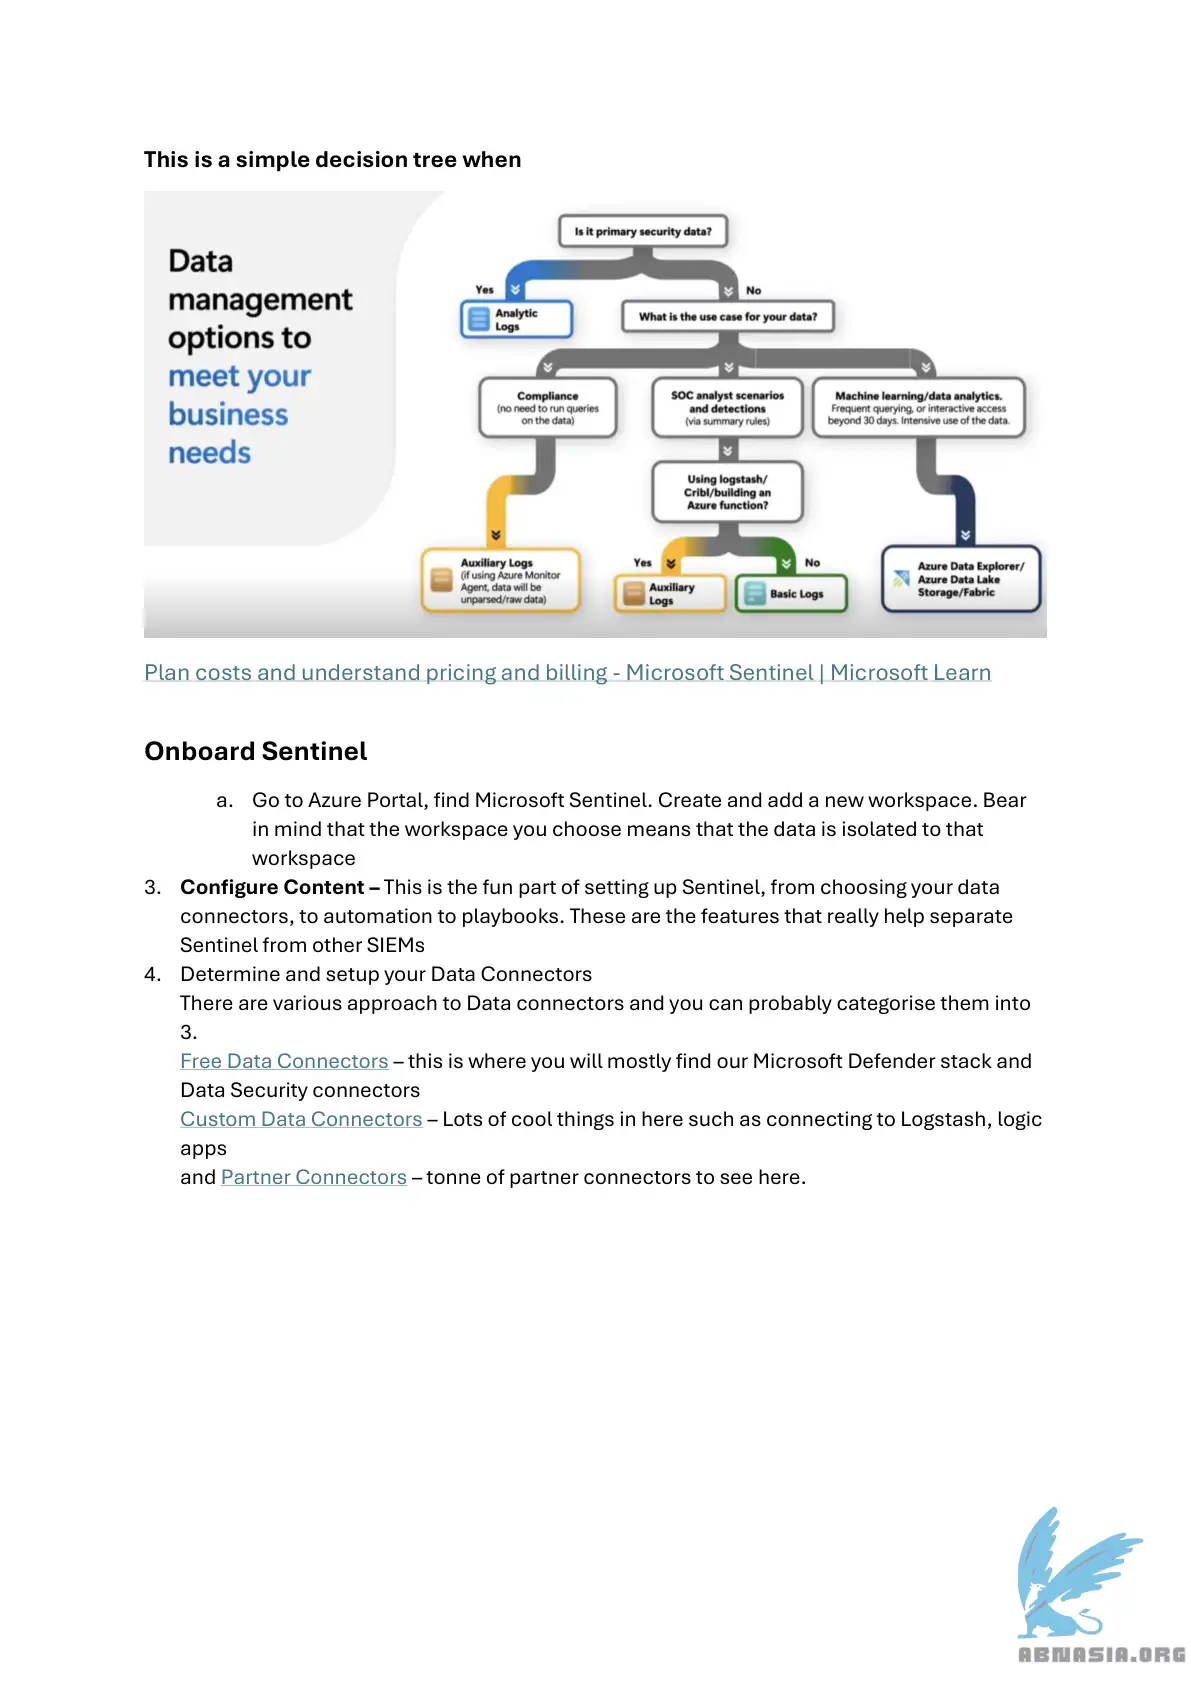 This is a simple decision tree when
Data
management
options to
meet your
business
needs
Is it primary security data?
Yes
No
Analytic
Logs
What is the use case for your data?
Compliance
(no need to run queries
on the data)
SOC analyst scenarios
and detections
(via summary rules)
Machine learning/data analytics.
Frequent querying, or interactive access
beyond 30 days. Intensive use of the data.
Using logstash/
Cribl/building an
Azure function?
Yes
No
Auxiliary Logs
(if using Azure Monitor
Agent, data will be
unparsed/raw data)
Auxiliary
Logs
Basic Logs
Azure Data Explorer/
Azure Data Lake
Storage/Fabric
Plan costs and understand pricing and billing - Microsoft Sentinel | Microsoft Learn
Onboard Sentinel
a. Go to Azure Portal, find Microsoft Sentinel. Create and add a new workspace. Bear
in mind that the workspace you choose means that the data is isolated to that
workspace
3. Configure Content – This is the fun part of setting up Sentinel, from choosing your data
connectors, to automation to playbooks. These are the features that really help separate
Sentinel from other SIEMs
4. Determine and setup your Data Connectors
There are various approach to Data connectors and you can probably categorise them into
3.
Free Data Connectors – this is where you will mostly find our Microsoft Defender stack and
Data Security connectors
Custom Data Connectors – Lots of cool things in here such as connecting to Logstash, logic
apps
and Partner Connectors – tonne of partner connectors to see here.
ABNASIA.ORG